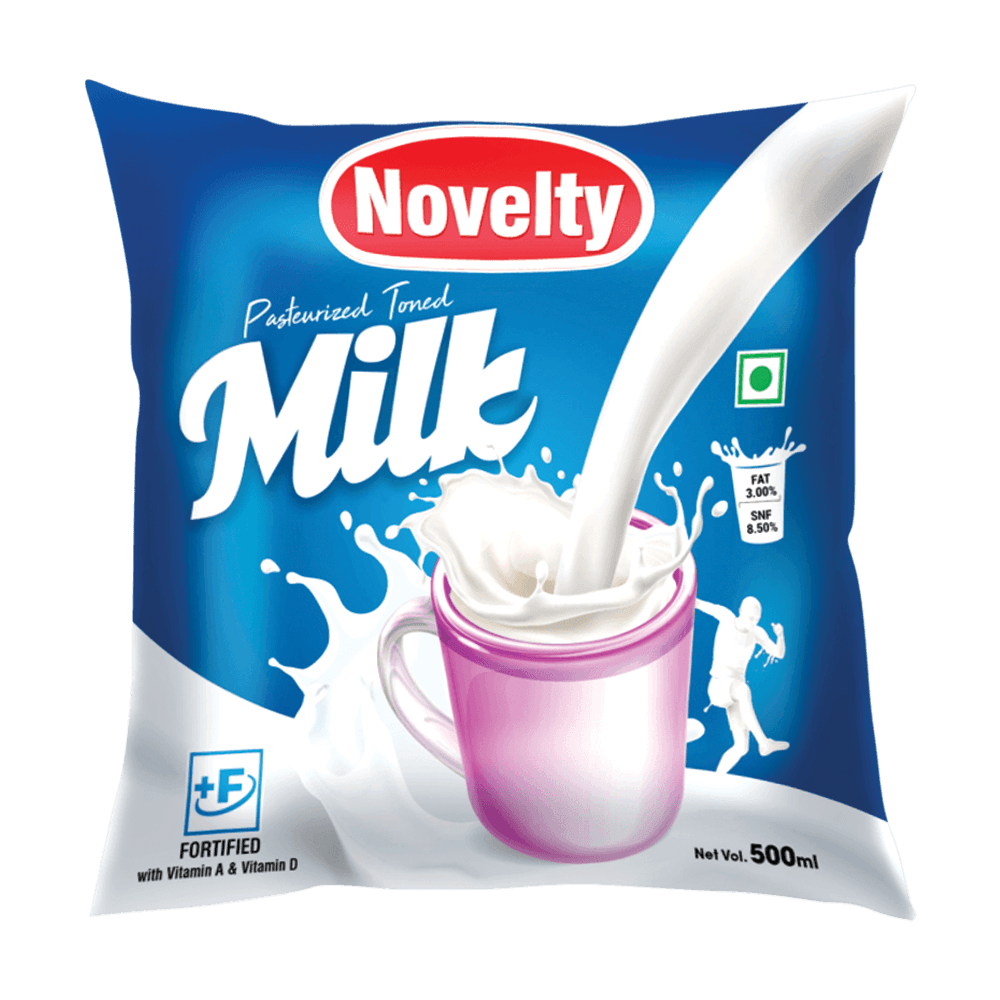 Novelty
Pasteurized Toned
Milk
FAT
3.00%
SNF
8.50%
+F
FORTIFIED
with Vitamin A & Vitamin D
Net Vol. 500ml